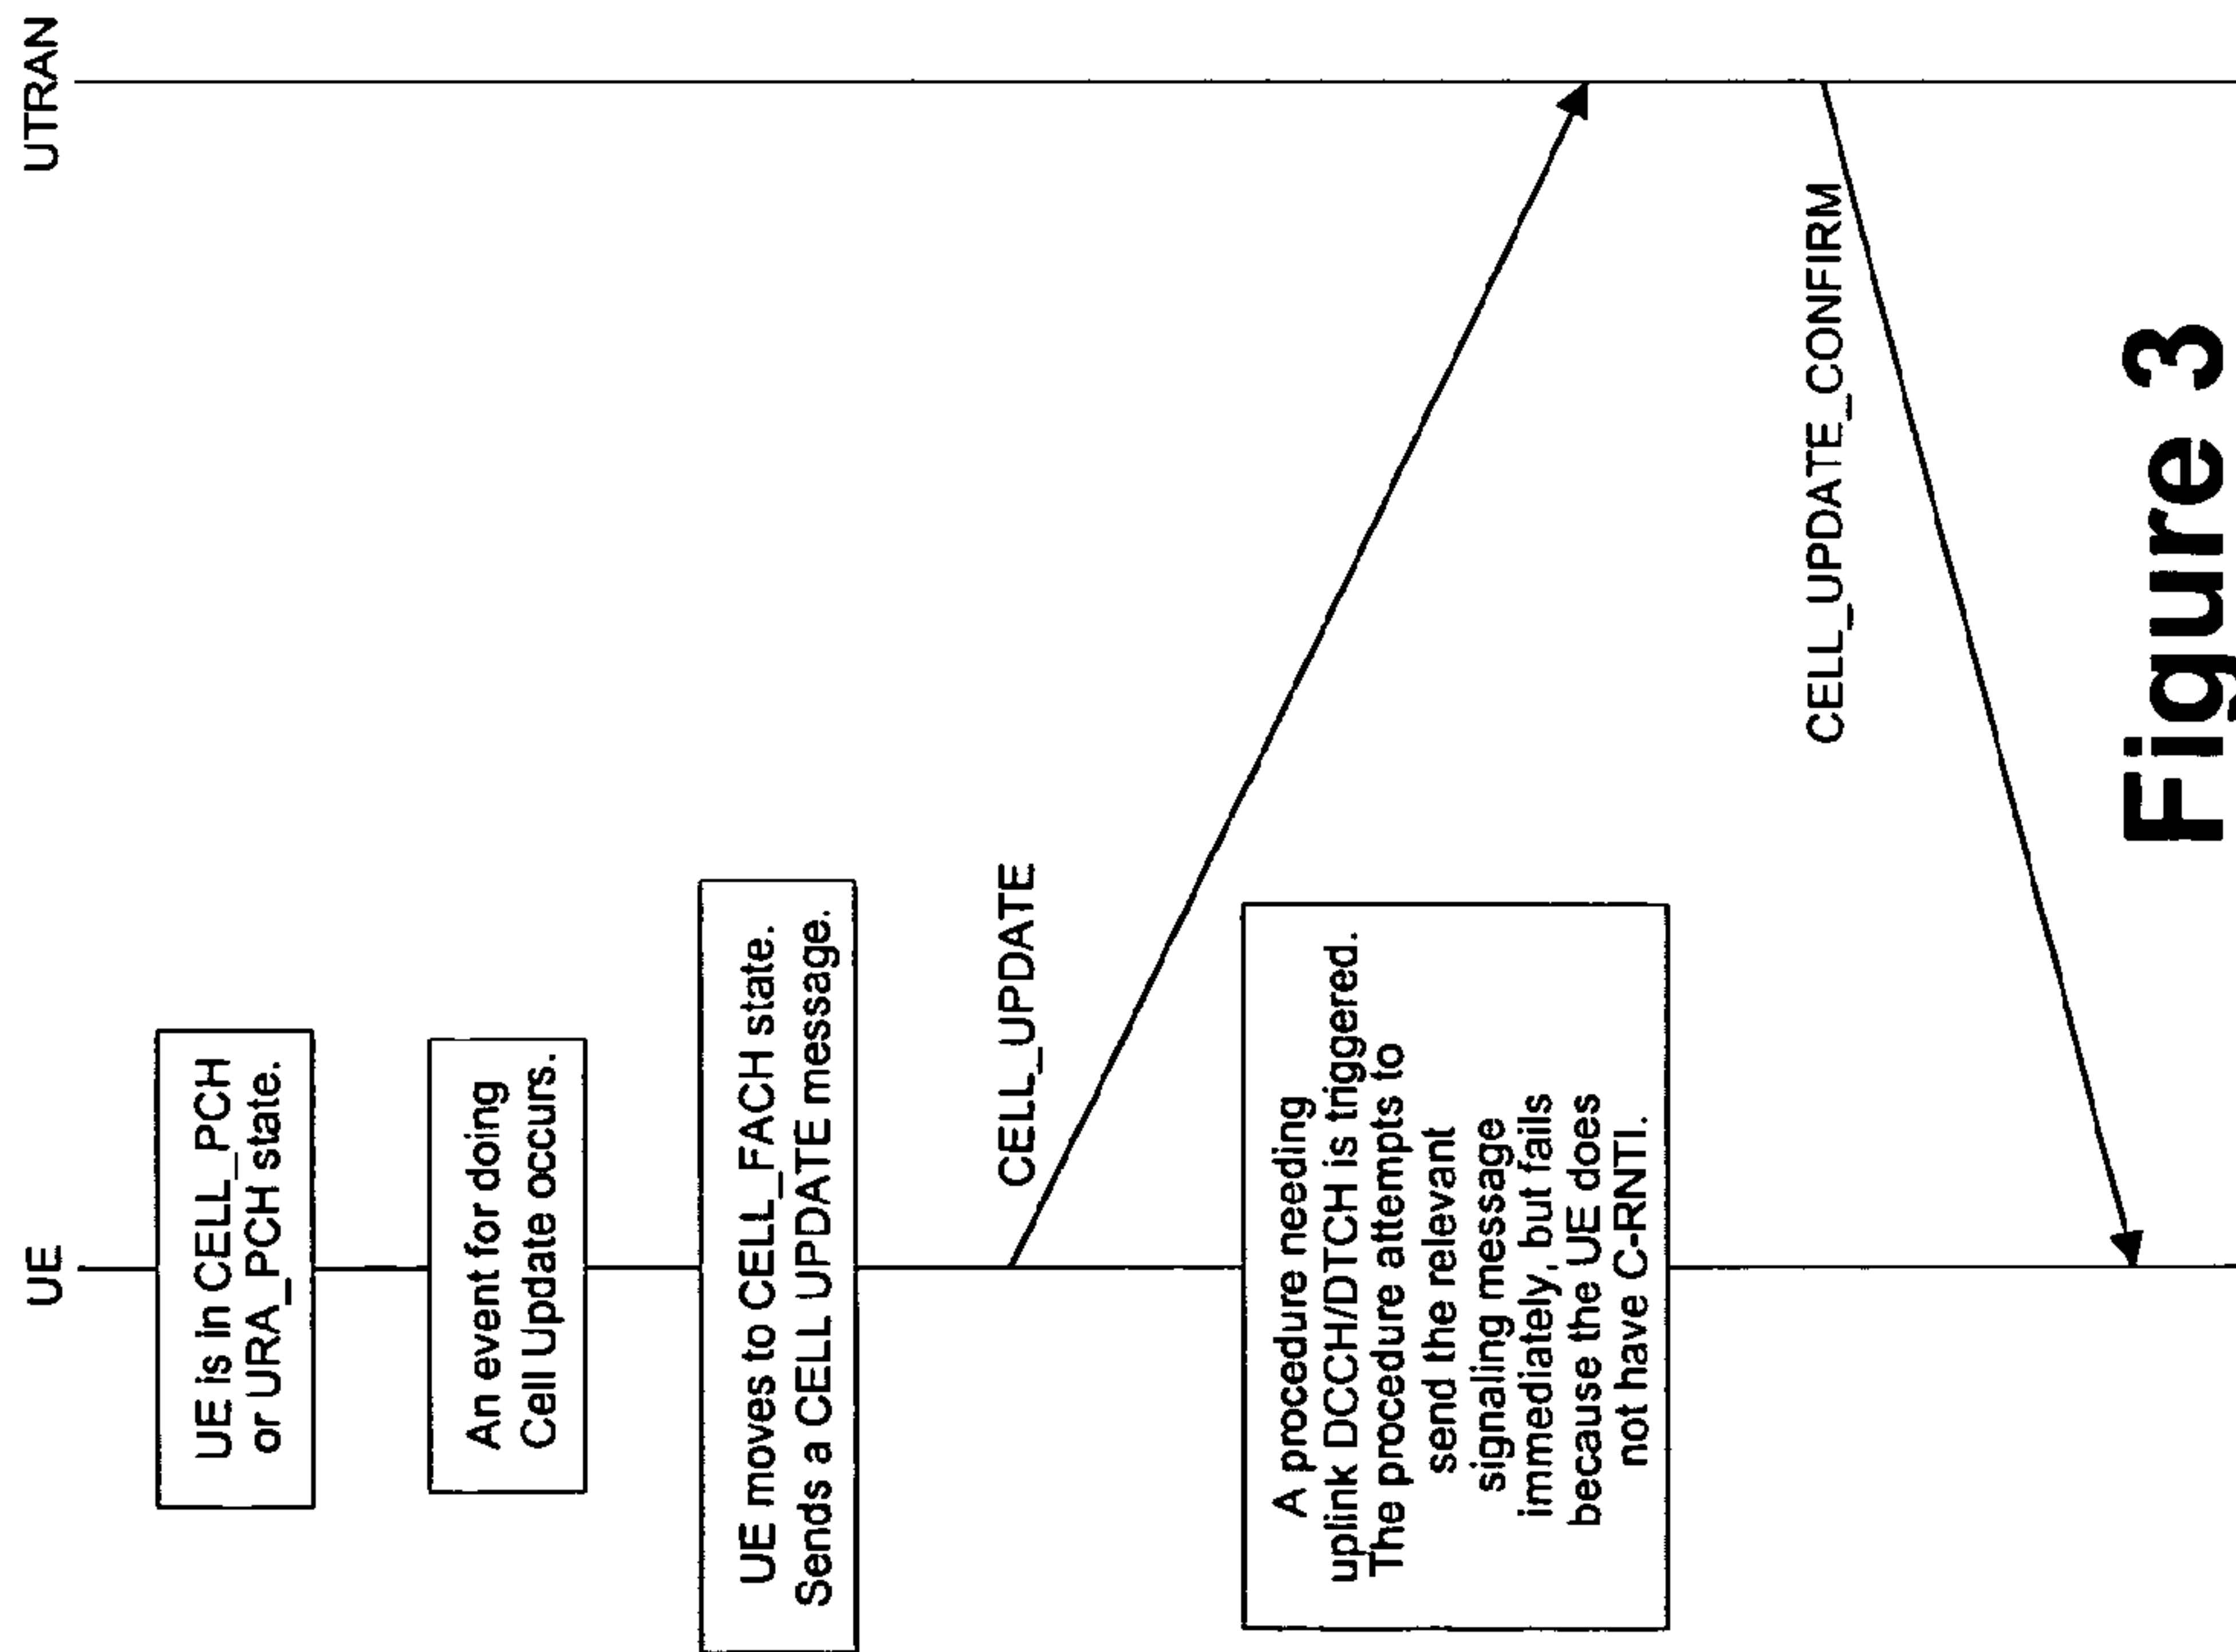 UE
UTRAN
UE is in CELL_PCH
or URA_PCH state.
An event for doing
Cell Update occurs.
UE moves to CELL_FACH state.
Sends a CELL UPDATE message.
CELL_UPDATE
A procedure needing
uplink DCCH/DTCH is triggered.
The procedure attempts to
send the relevant
signaling message
immediately, but fails
because the UE does
not have C-RNTI.
CELL_UPDATE_CONFIRM
Figure 3